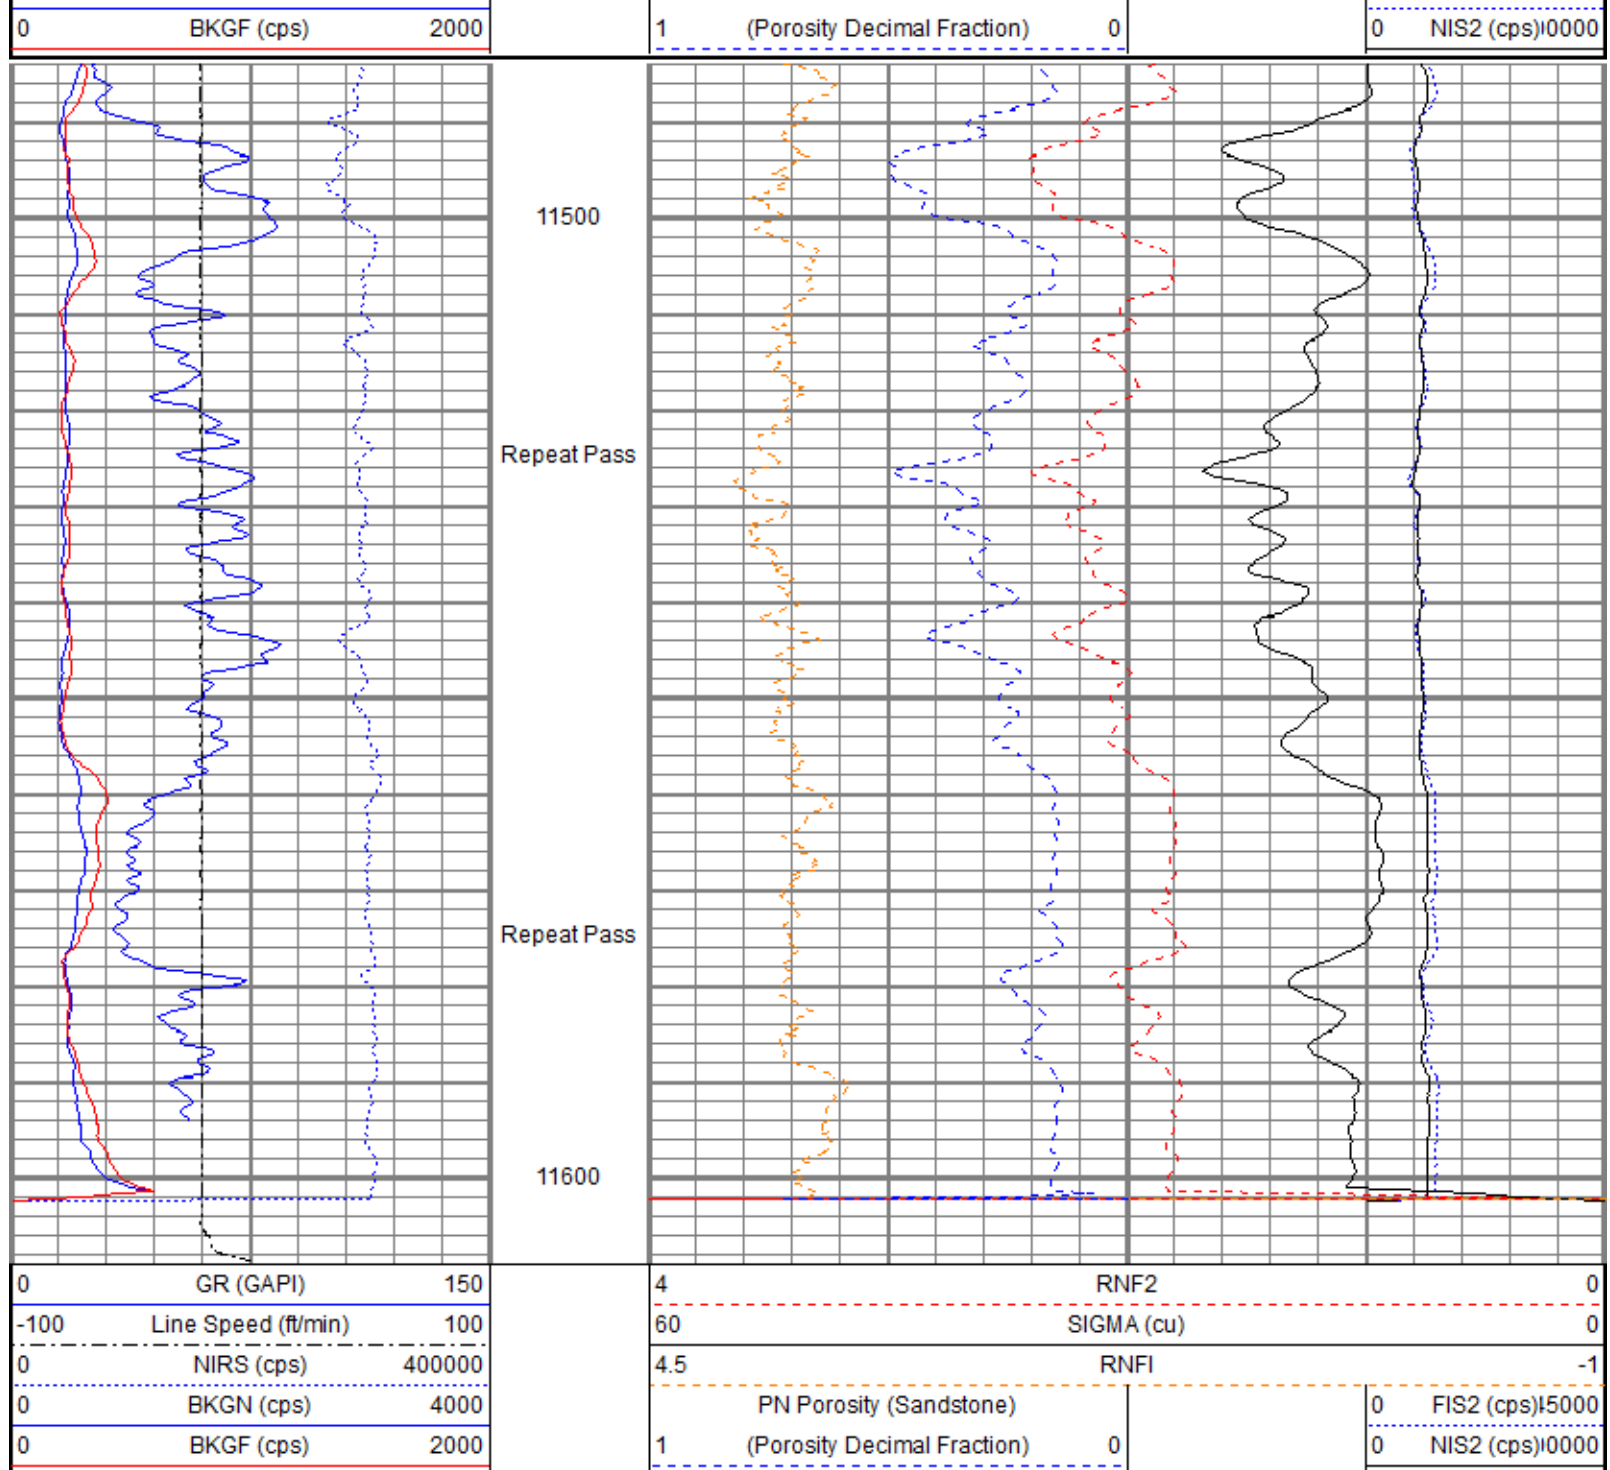 0 BKGF (cps) 2000 1 (Porosity Decimal Fraction) 0 0 NIS2 (cps) 0000
11500
Repeat Pass
Repeat Pass
11600
0 GR (GAPI) 150 4 RNF2 0
-100 Line Speed (ft/min) 100 60 SIGMA (cu) 0
0 NIRS (cps) 400000 4.5 RNFI -1
0 BKGN (cps) 4000 PN Porosity (Sandstone) 0 FIS2 (cps) 5000
0 BKGF (cps) 2000 1 (Porosity Decimal Fraction) 0 0 NIS2 (cps) 0000